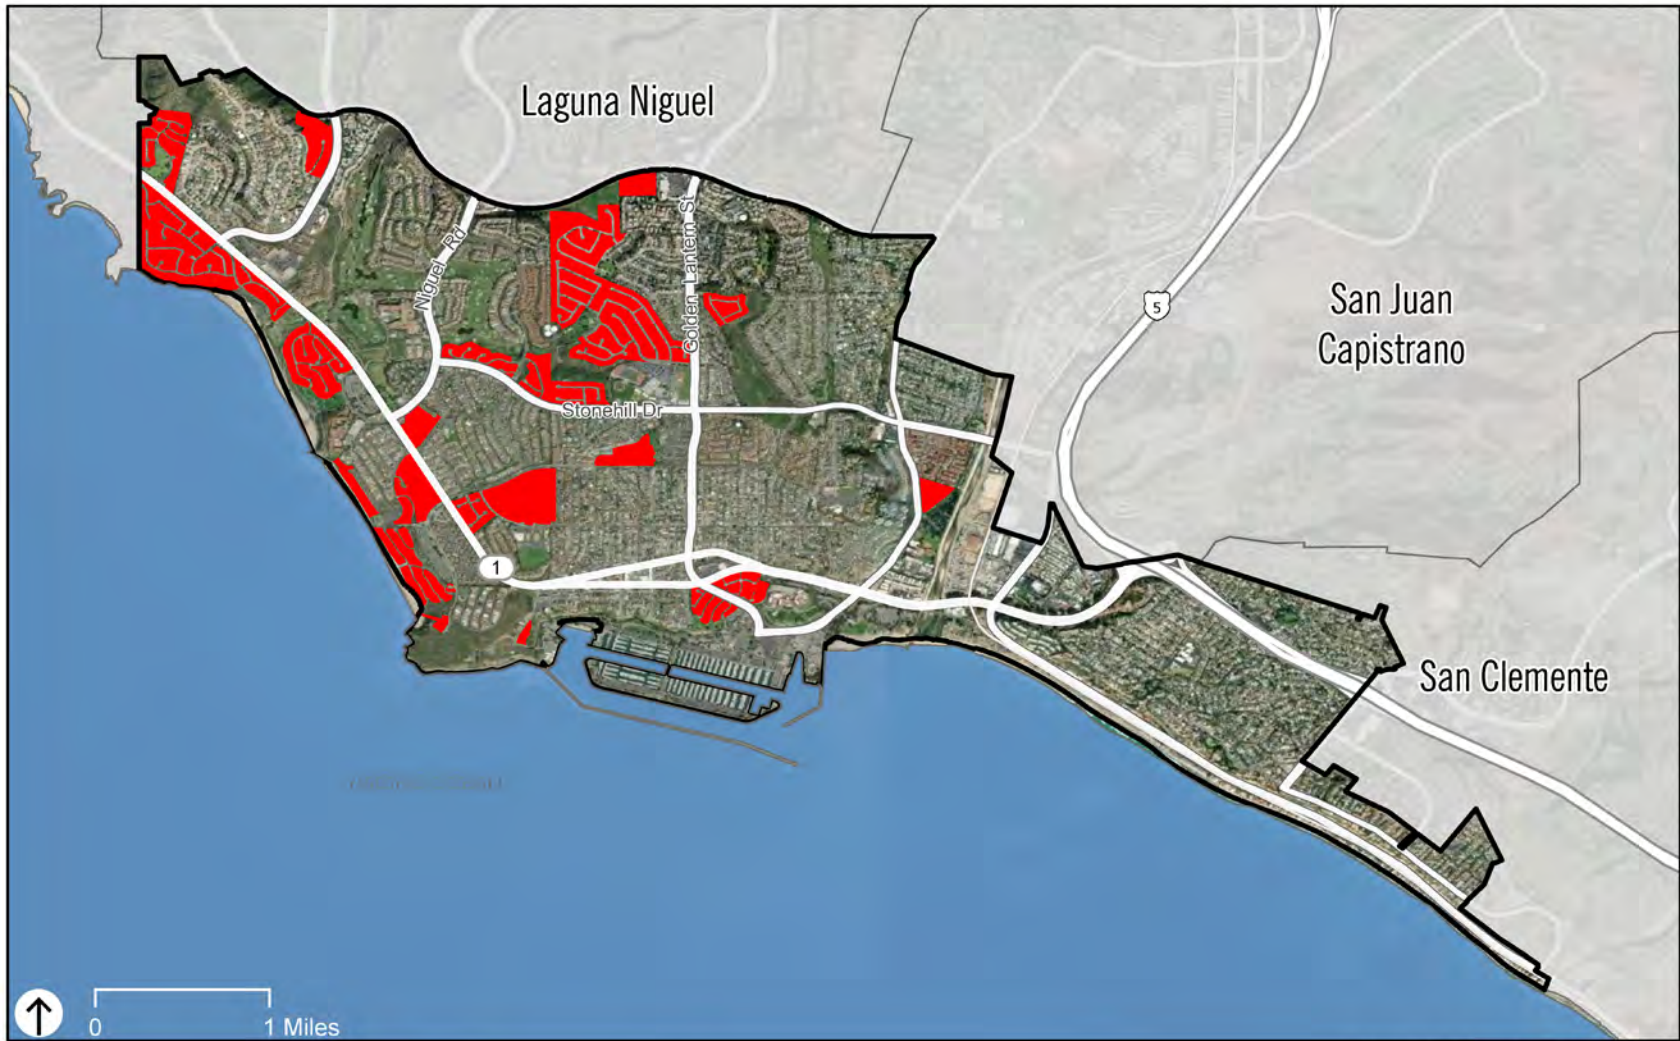 Laguna Niguel
Niguel Rd
Golden Lantern St
San Juan
Capistrano
5
Stonehill Dr
1
San Clemente
0 1 Miles